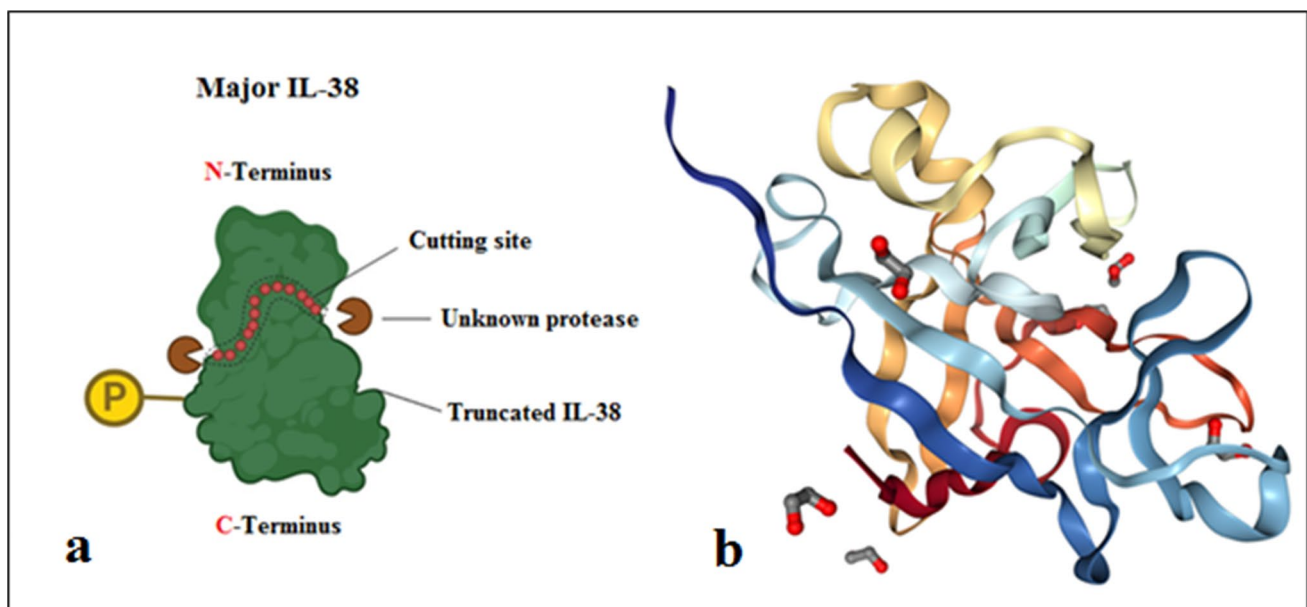 Major IL-38
N-Terminus
Cutting site
Unknown protease
P
Truncated IL-38
C-Terminus
a
b